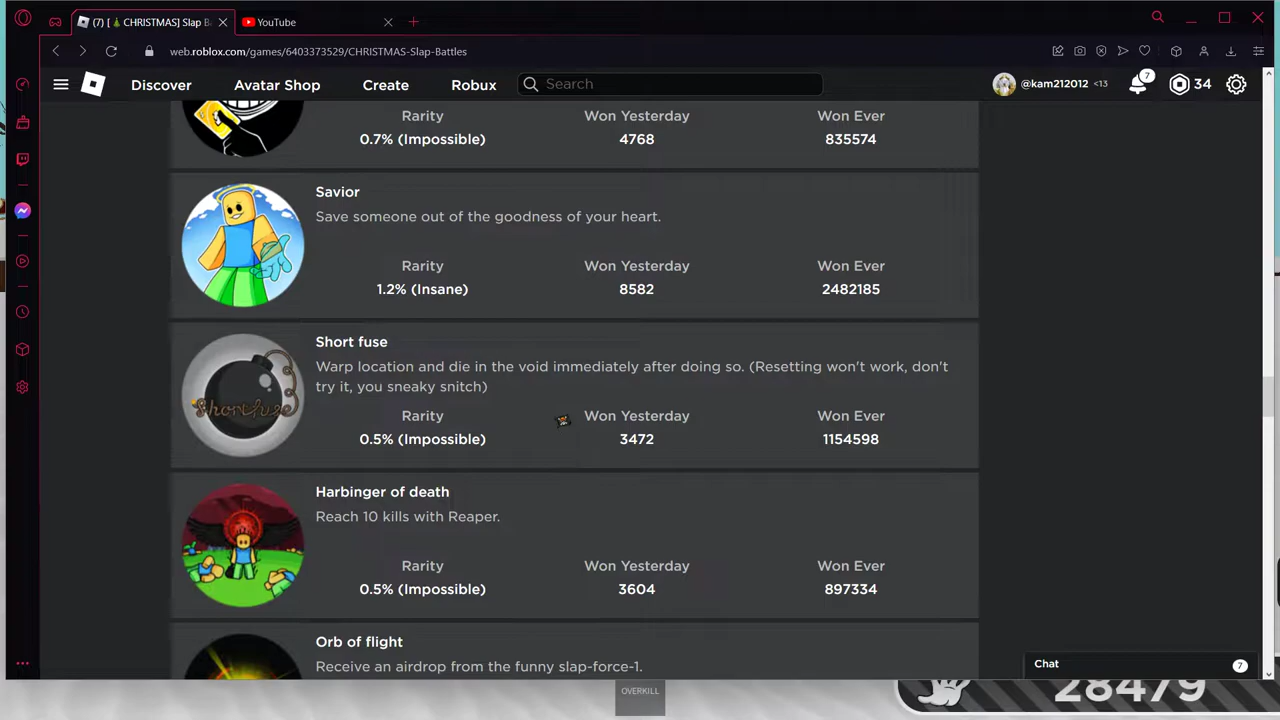 (7) [ 🎄CHRISTMAS] Slap B
YouTube
web.roblox.com/games/6403373529/CHRISTMAS-Slap-Battles
Discover
Avatar Shop
Create
Robux
Search
@kam212012 <13
7
34
Rarity
Won Yesterday
Won Ever
0.7% (Impossible)
4768
835574
Savior
Save someone out of the goodness of your heart.
Rarity
Won Yesterday
Won Ever
1.2% (Insane)
8582
2482185
Short fuse
Warp location and die in the void immediately after doing so. (Resetting won't work, don't
try it, you sneaky snitch)
Shortfuse
Rarity
Won Yesterday
Won Ever
0.5% (Impossible)
3472
1154598
Harbinger of death
Reach 10 kills with Reaper.
Rarity
Won Yesterday
Won Ever
0.5% (Impossible)
3604
897334
Orb of flight
Receive an airdrop from the funny slap-force-1.
Chat
7
OVERKILL
28479